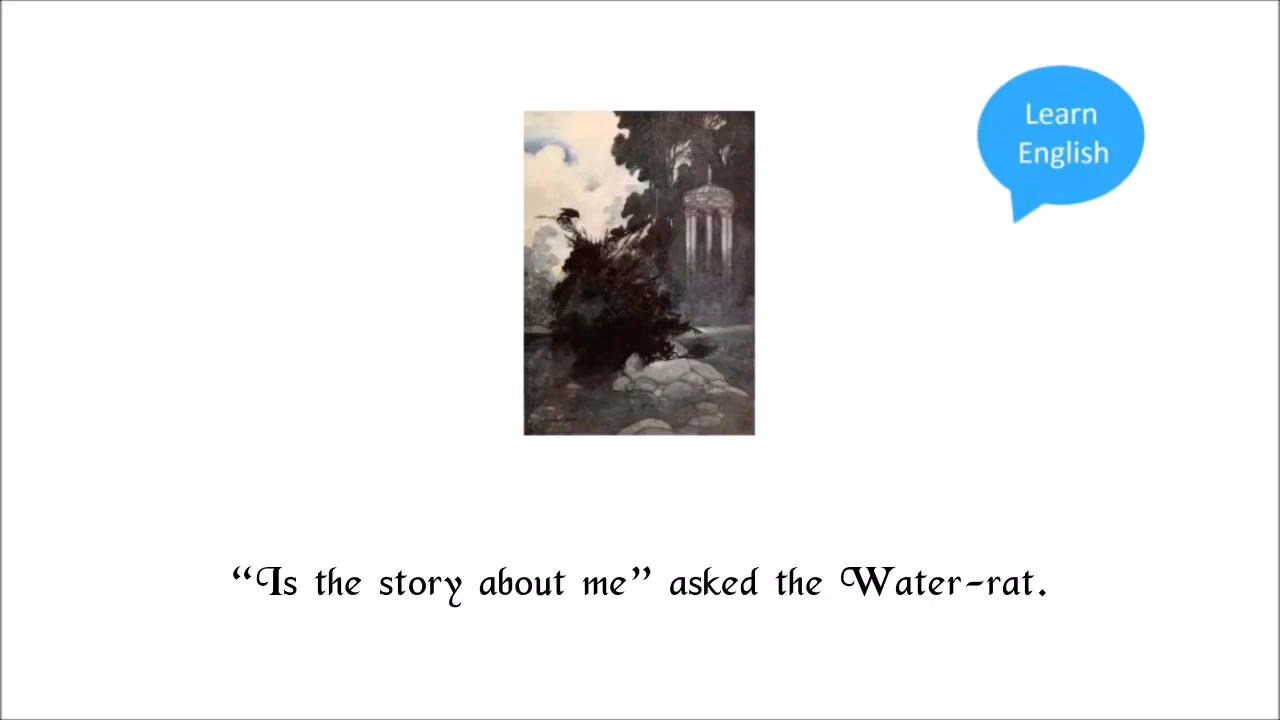 Learn
English
“Is the story about me” asked the Water-rat.